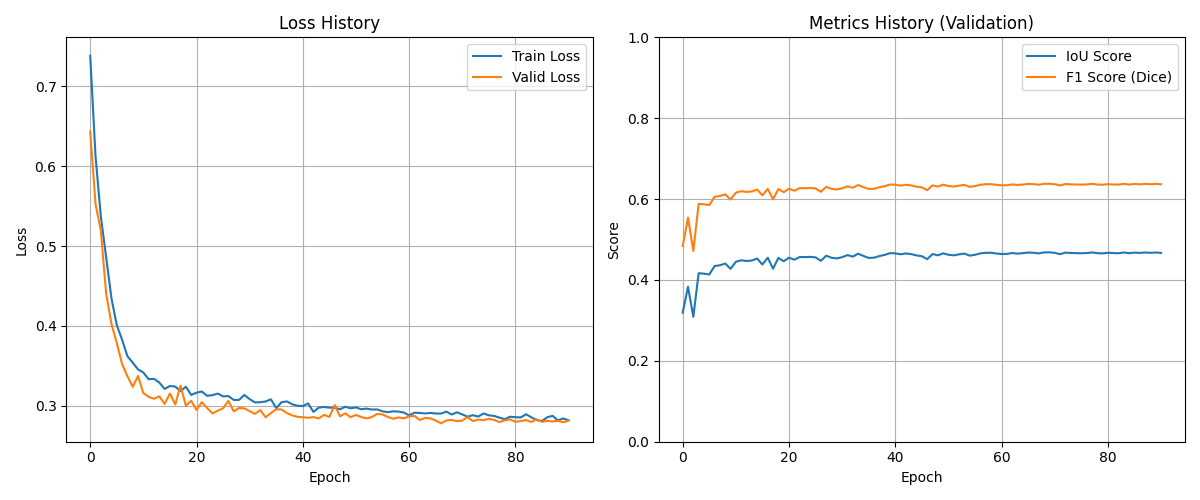 Loss History
Train Loss
Valid Loss
0.7
0.6
0.5
0.4
0.3
Loss
0
20
40
60
80
Epoch
Metrics History (Validation)
IoU Score
F1 Score (Dice)
1.0
0.8
0.6
0.4
0.2
0.0
Score
0
20
40
60
80
Epoch